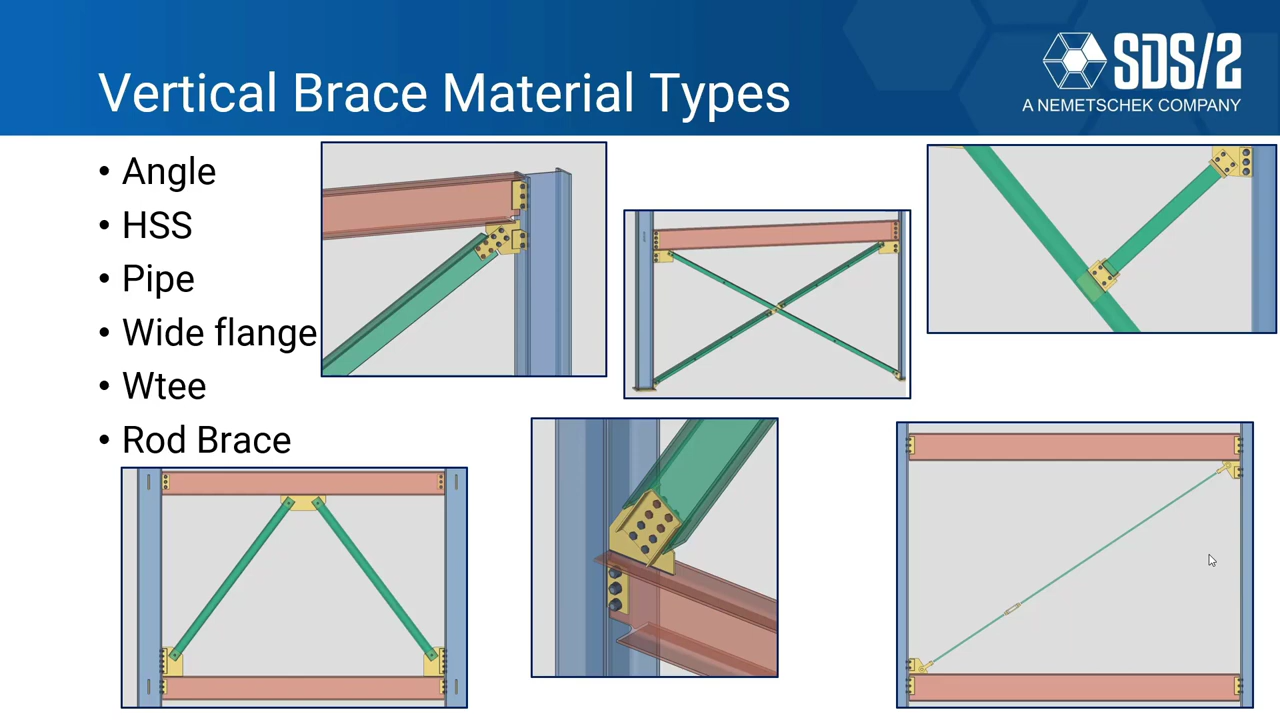 Vertical Brace Material Types
SDS/2
A NEMETSCHEK COMPANY
• Angle
• HSS
• Pipe
• Wide flange
• Wtee
• Rod Brace